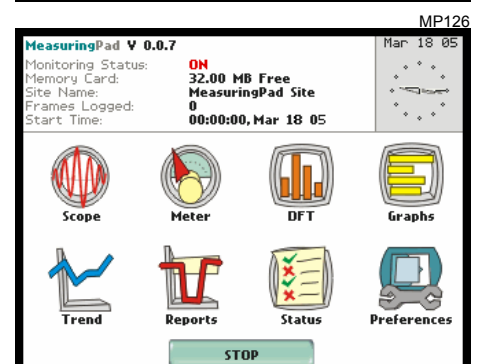 MP126
MeasuringPad V 0.0.7
Mar 18 05
Monitoring Status: ON
Memory Card: 32.00 MB Free
Site Name: MeasuringPad Site
Frames Logged: 0
Start Time: 00:00:00, Mar 18 05
Scope Meter DFT Graphs
Trend Reports Status Preferences
STOP